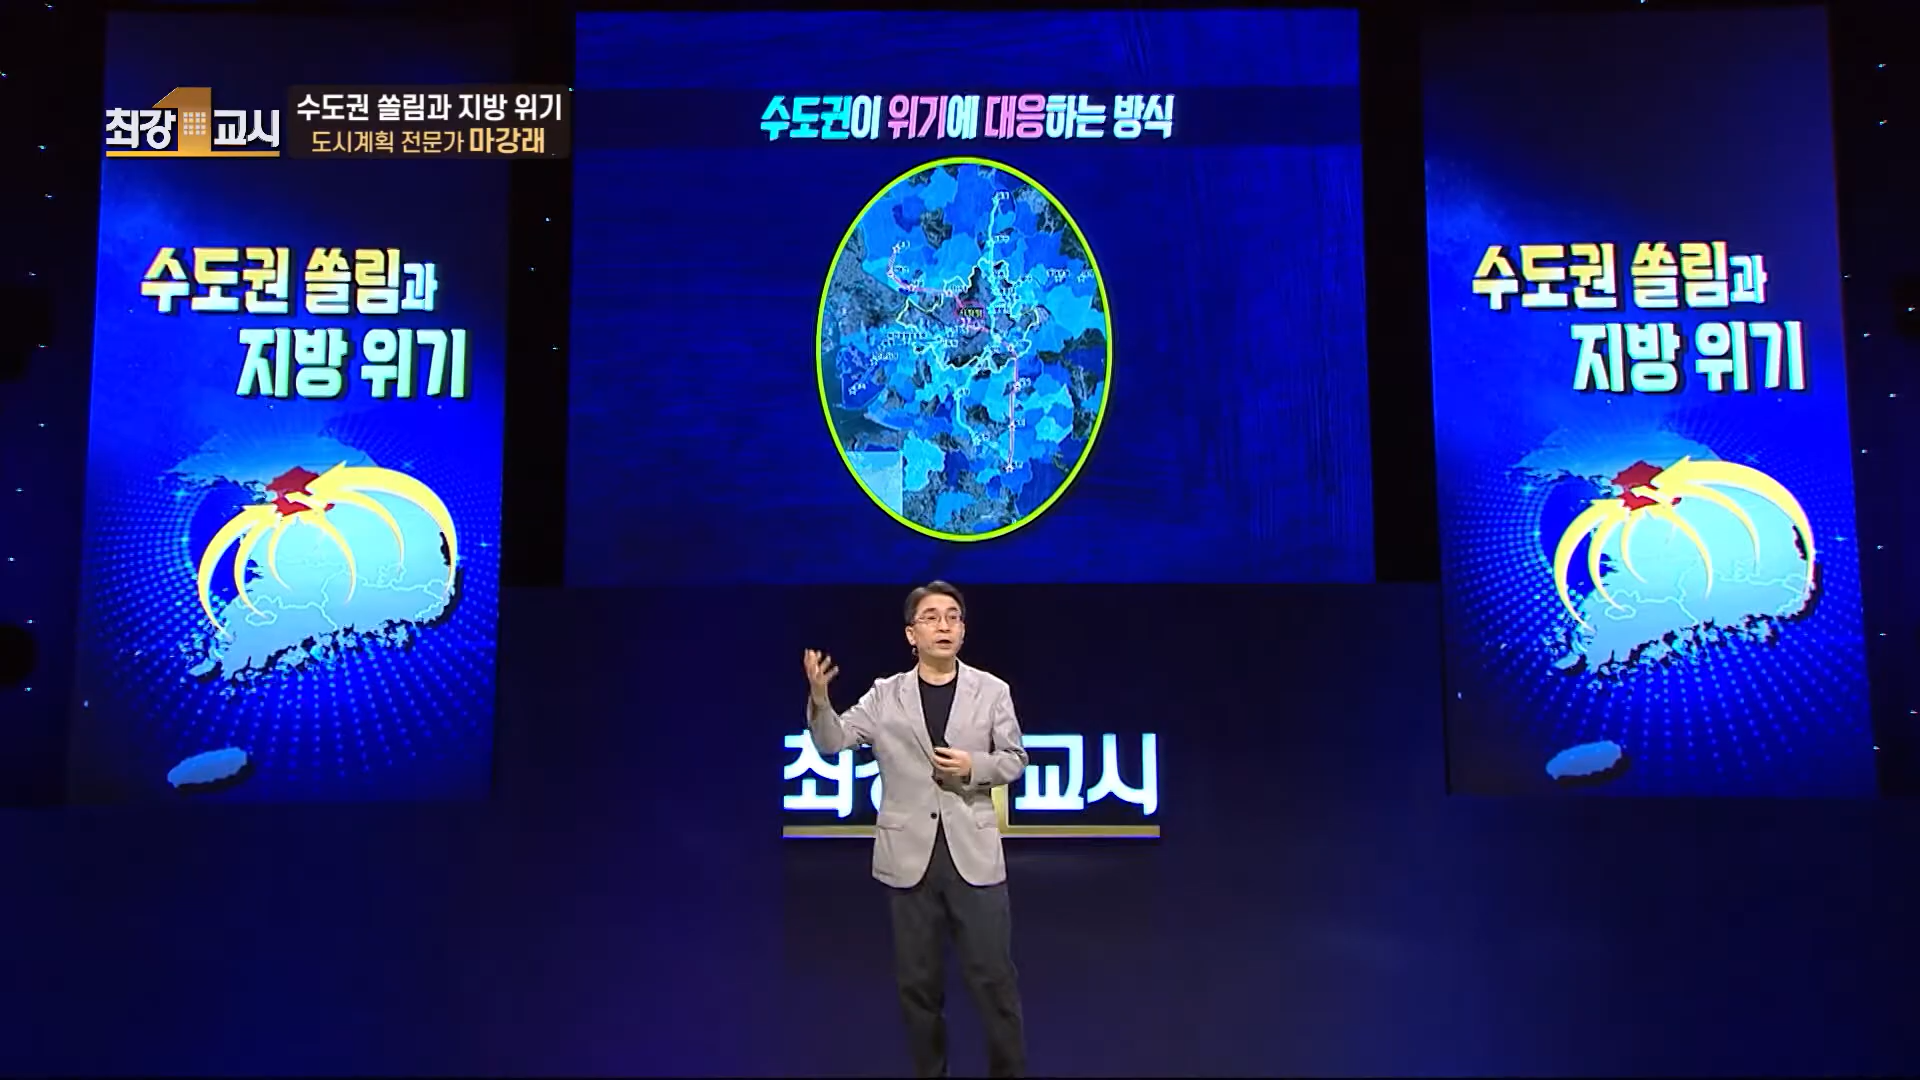 최강1교시
수도권 쏠림과 지방 위기
도시계획 전문가 마강래
수도권이 위기에 대응하는 방식
수도권 쏠림과
지방 위기
수도권 쏠림과
지방 위기
최강 교시